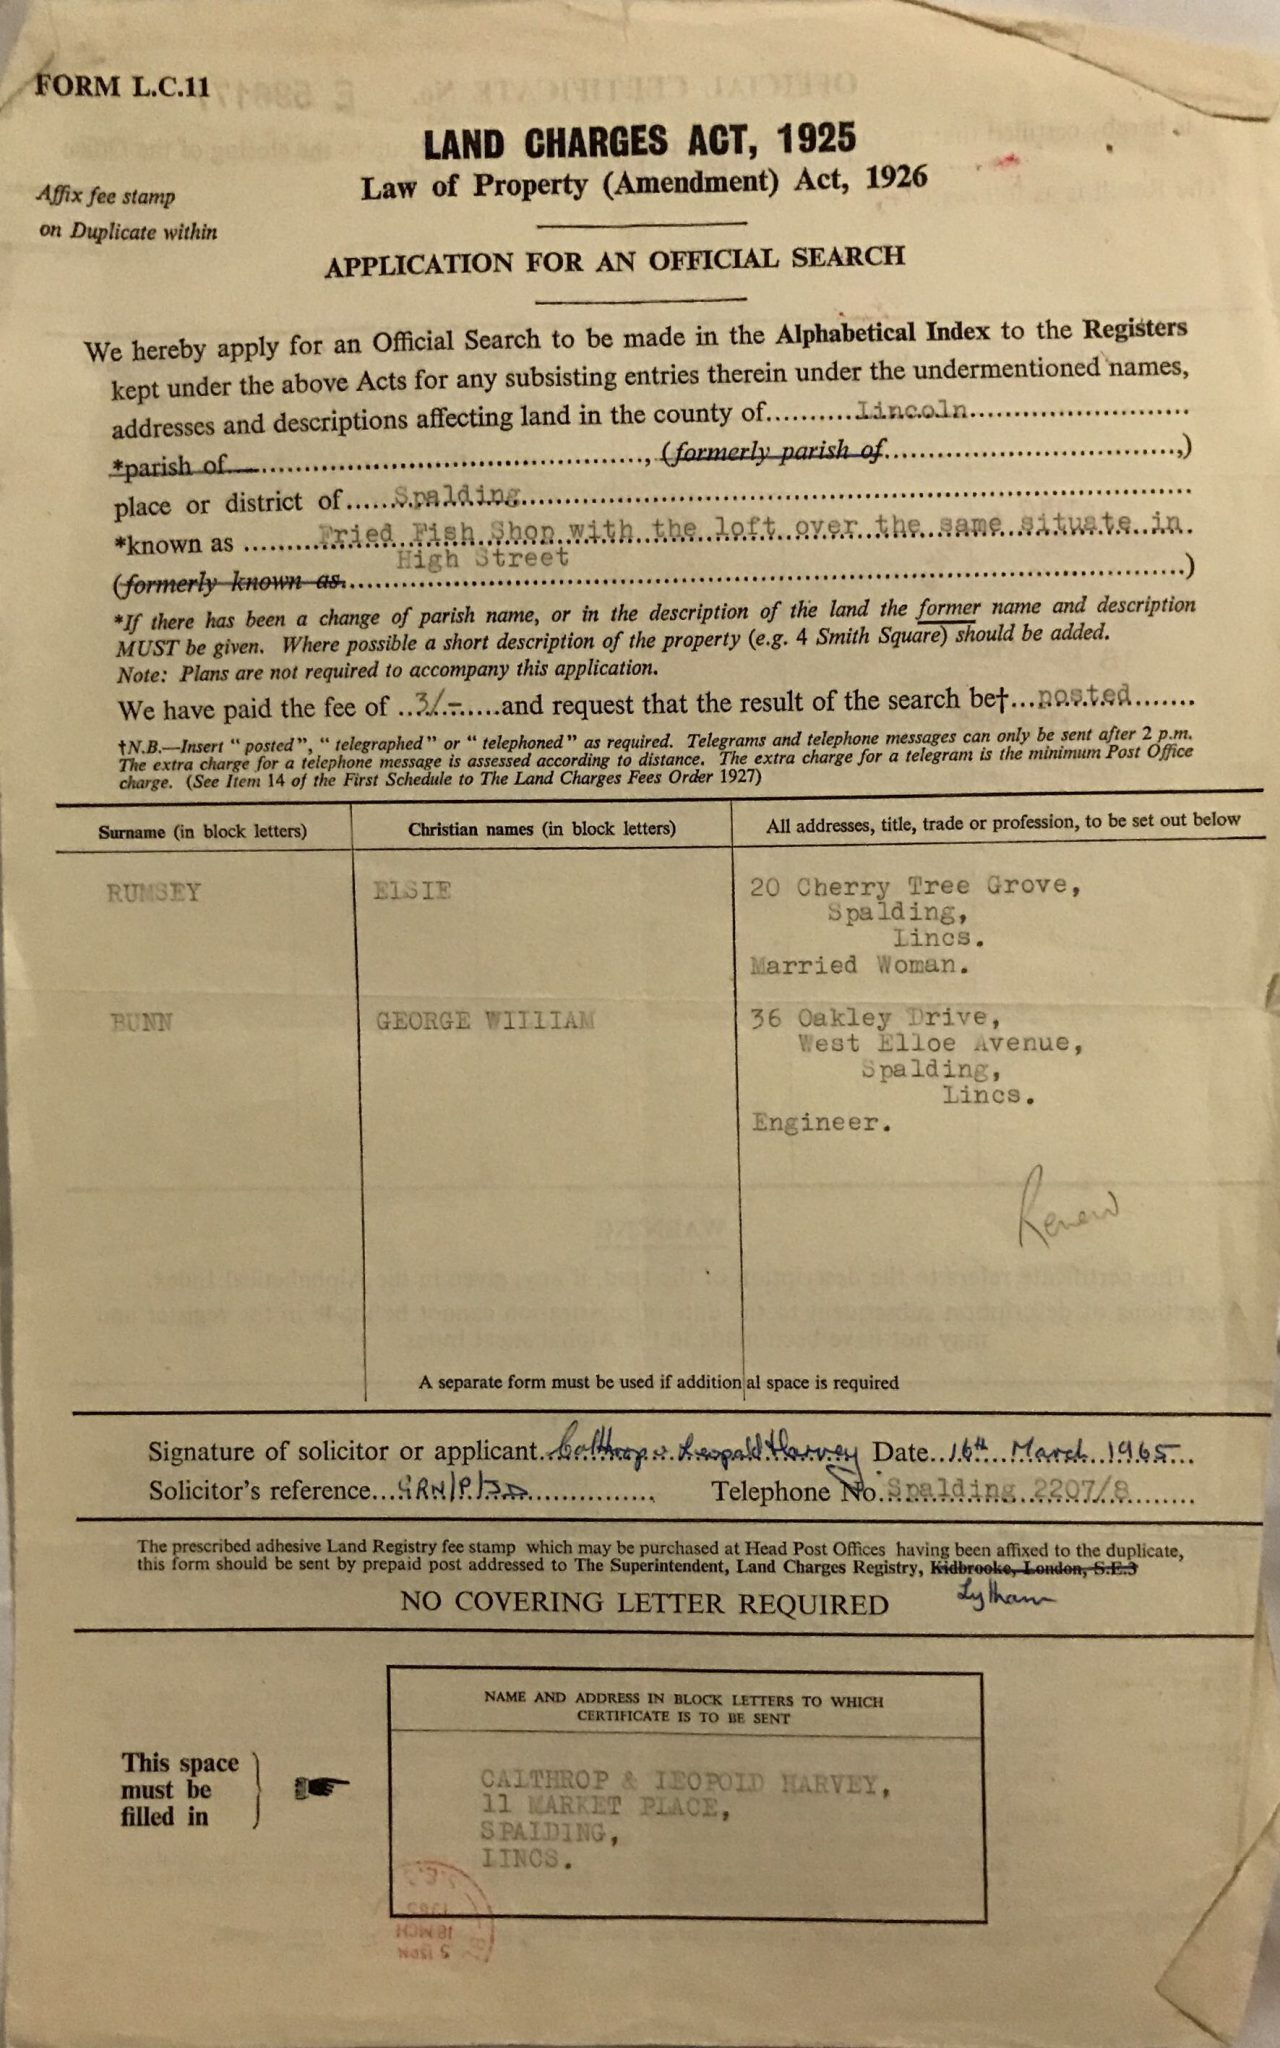 FORM L.C.11
LAND CHARGES ACT, 1925
Law of Property (Amendment) Act, 1926
Affix fee stamp
on Duplicate within
APPLICATION FOR AN OFFICIAL SEARCH
We hereby apply for an Official Search to be made in the Alphabetical Index to the Registers
kept under the above Acts for any subsisting entries therein under the undermentioned names,
addresses and descriptions affecting land in the county of..........Lincoln..........
*parish of.........., (formerly parish of..........,)
place or district of......Spalding..........
*known as ..........Fried Fish Shop with the loft over the same situate in.
High Street
(formerly known as..........)
*If there has been a change of parish name, or in the description of the land the former name and description
MUST be given. Where possible a short description of the property (e.g. 4 Smith Square) should be added.
Note: Plans are not required to accompany this application.
We have paid the fee of ..3/-......and request that the result of the search be†...posted.......
†N.B.—Insert "posted", "telegraphed" or "telephoned" as required. Telegrams and telephone messages can only be sent after 2 p.m.
The extra charge for a telephone message is assessed according to distance. The extra charge for a telegram is the minimum Post Office
charge. (See Item 14 of the First Schedule to The Land Charges Fees Order 1927)
Surname (in block letters) Christian names (in block letters) All addresses, title, trade or profession, to be set out below
RUMSEY ELSIE 20 Cherry Tree Grove,
Spalding,
Lincs.
Married Woman.
BUNN GEORGE WILLIAM 36 Oakley Drive,
West Elloe Avenue,
Spalding,
Lincs.
Engineer.
Renew
A separate form must be used if additional space is required
Signature of solicitor or applicant..Calthrop & Leopold Harvey Date..16th March 1965...
Solicitor's reference...GRN/P/JD............... Telephone No.Spalding 2207/8.......
The prescribed adhesive Land Registry fee stamp which may be purchased at Head Post Offices having been affixed to the duplicate,
this form should be sent by prepaid post addressed to The Superintendent, Land Charges Registry, Kidbrooke, London, S.E.3
Lytham
NO COVERING LETTER REQUIRED
NAME AND ADDRESS IN BLOCK LETTERS TO WHICH
CERTIFICATE IS TO BE SENT
This space
must be
filled in
CALTHROP & LEOPOLD HARVEY,
11 MARKET PLACE,
SPALDING,
LINCS.